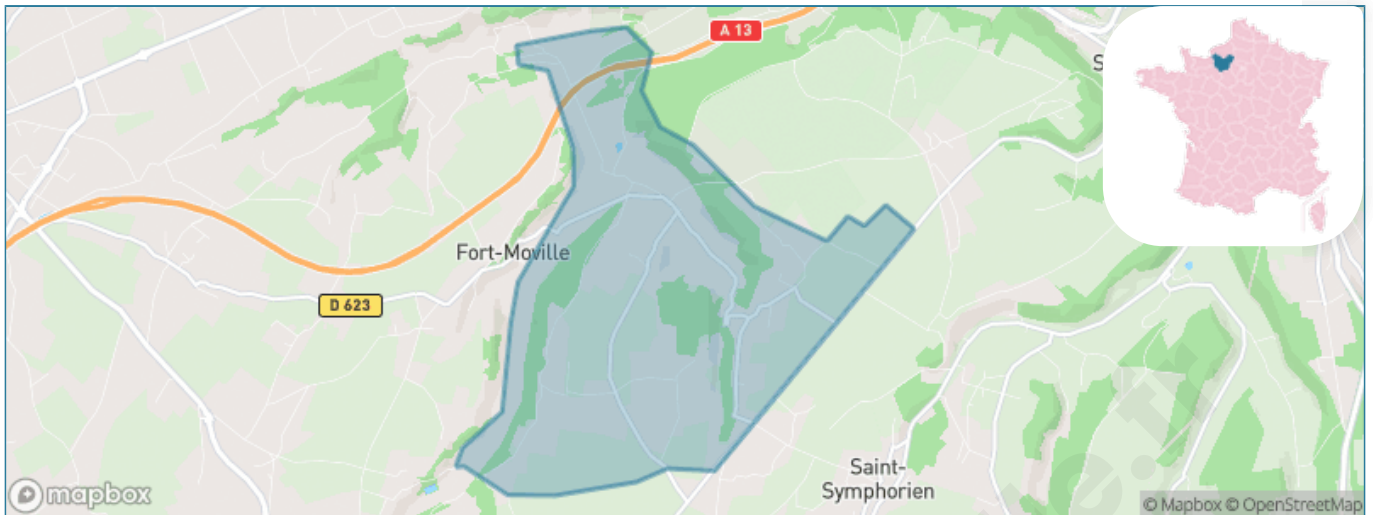 A 13
S
Fort-Moville
D 623
Saint-
Symphorien
mapbox
© Mapbox © OpenStreetMap